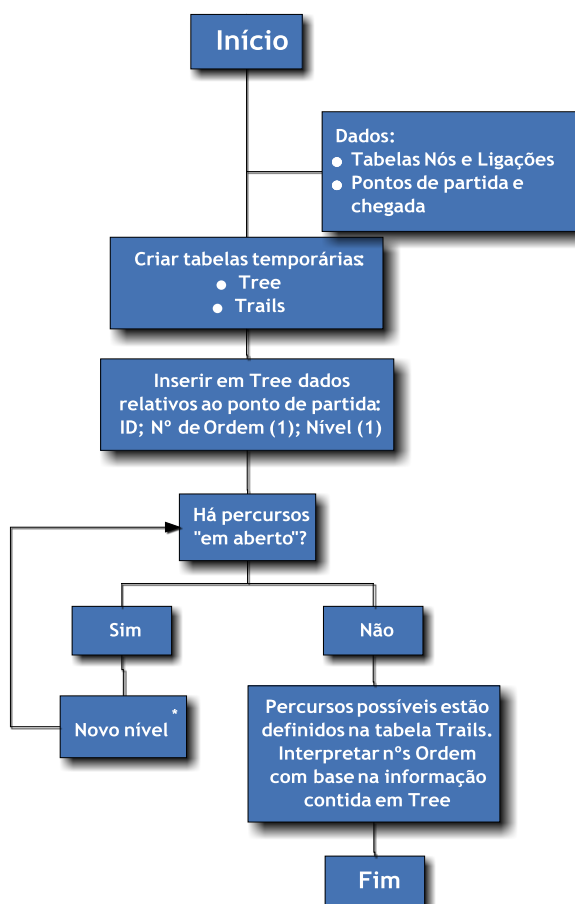 Início
Dados:
● Tabelas Nós e Ligações
● Pontos de partida e
chegada
Criar tabelas temporárias:
● Tree
● Trails
Inserir em Tree dados
relativos ao ponto de partida:
ID; Nº de Ordem (1); Nível (1)
Há percursos
"em aberto"?
Sim
Não
Novo nível *
Percursos possíveis estão
definidos na tabela Trails.
Interpretar nºs Ordem
com base na informação
contida em Tree
Fim